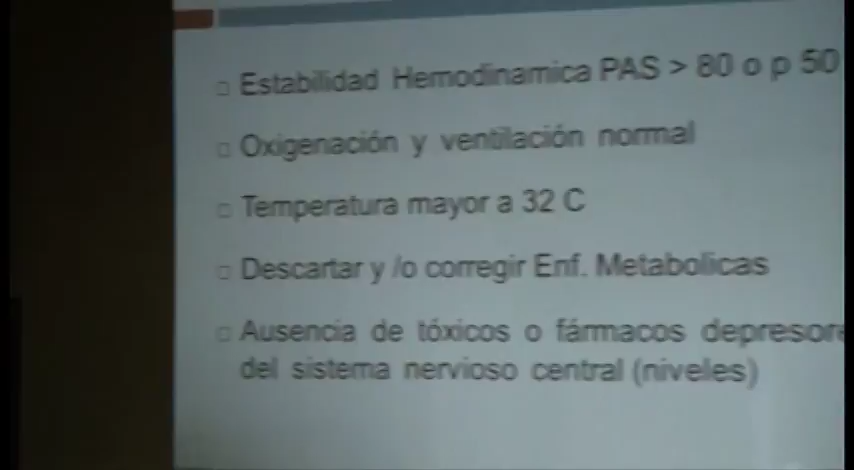 Estabilidad Hemodinamica PAS > 80 o p 50
Oxigenación y ventilación normal
Temperatura mayor a 32 C
Descartar y /o corregir Enf. Metabolicas
Ausencia de tóxicos o fármacos depresore
del sistema nervioso central (niveles)